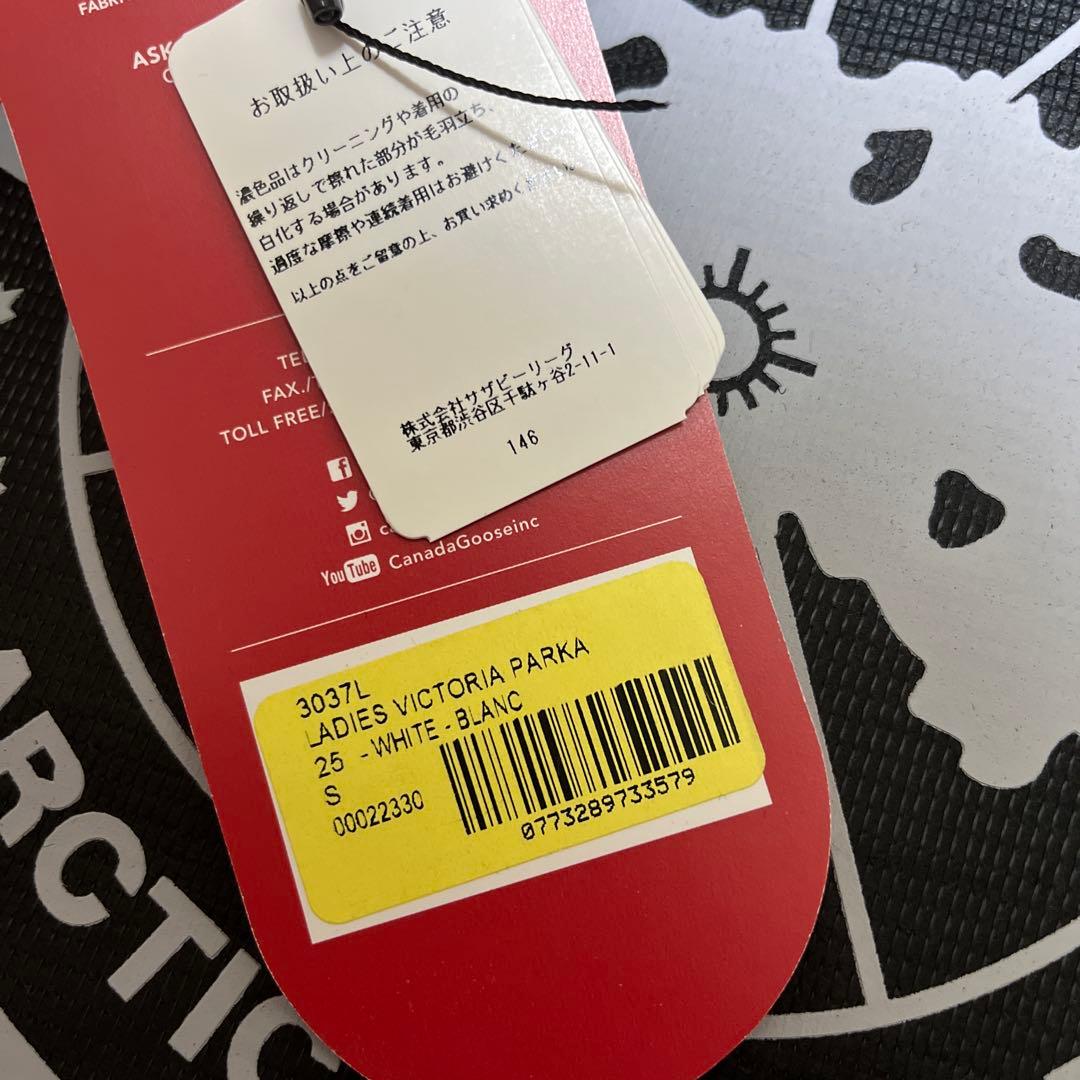 ASK
お取扱い上のご注意
濃色品はクリーニングや着用の
繰り返しで擦れた部分が毛羽立ち、
白化する場合があります。
過度な摩擦や連続着用はお避けくだ
以上の点をご留意の上、お買い求めく
株式会社サザビーリーグ
東京都渋谷区千駄ヶ谷2-11-1
146
FAX./
TOLL FREE/
YouTube CanadaGooseinc
3037L
LADIES VICTORIA PARKA
25 - WHITE - BLANC
S
00022330
0773289733579
ARCTIC